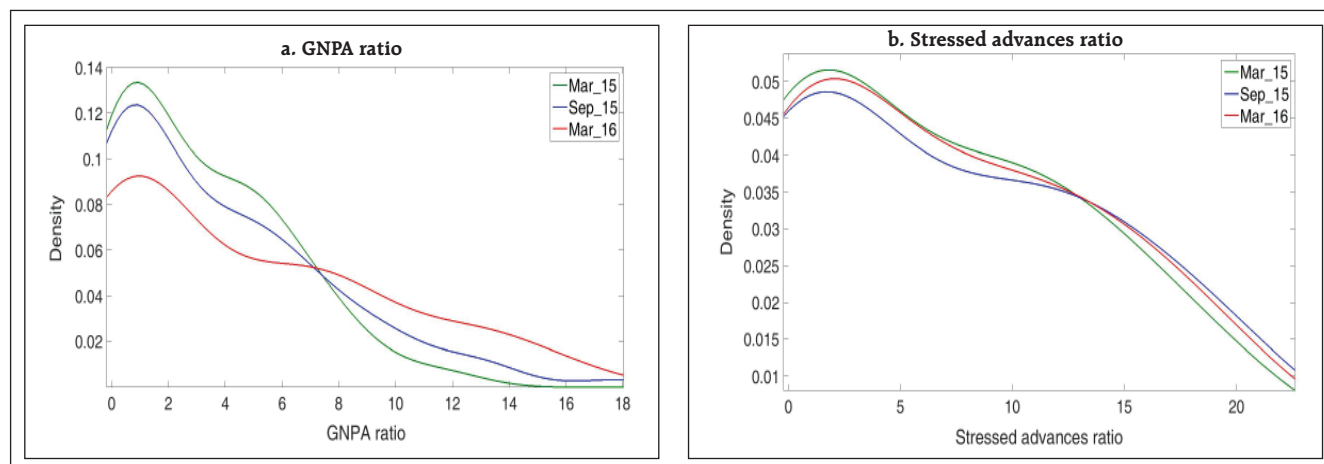 a. GNPA ratio
0.14
0.12
0.1
0.08
0.06
0.04
0.02
Density
Mar_15
Sep_15
Mar_16
0 2 4 6 8 10 12 14 16 18
GNPA ratio
b. Stressed advances ratio
0.05
0.045
0.04
0.035
0.03
0.025
0.02
0.015
0.01
Density
Mar_15
Sep_15
Mar_16
0 5 10 15 20
Stressed advances ratio